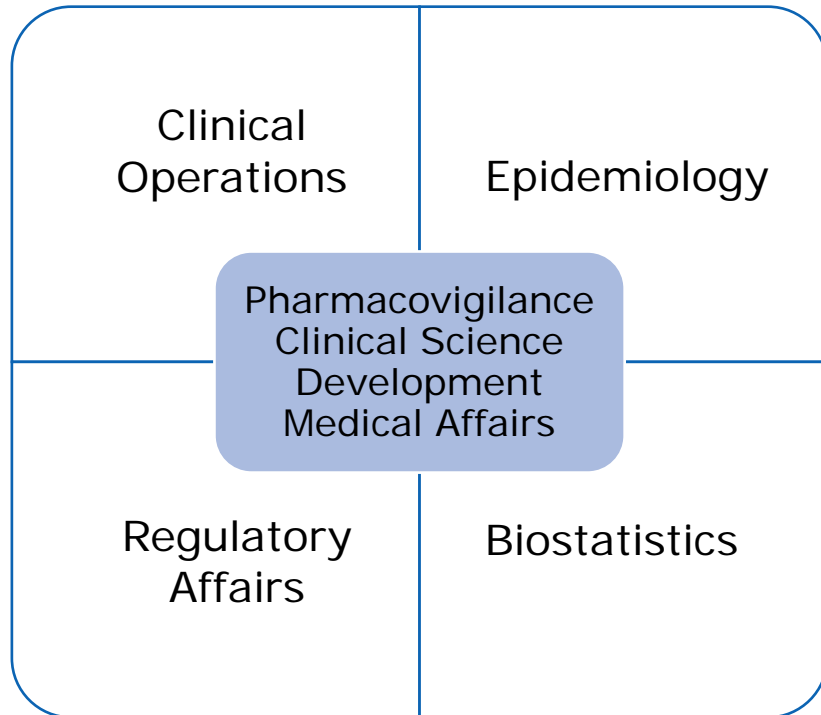 Clinical
Operations
Epidemiology
Pharmacovigilance
Clinical Science
Development
Medical Affairs
Regulatory
Affairs
Biostatistics